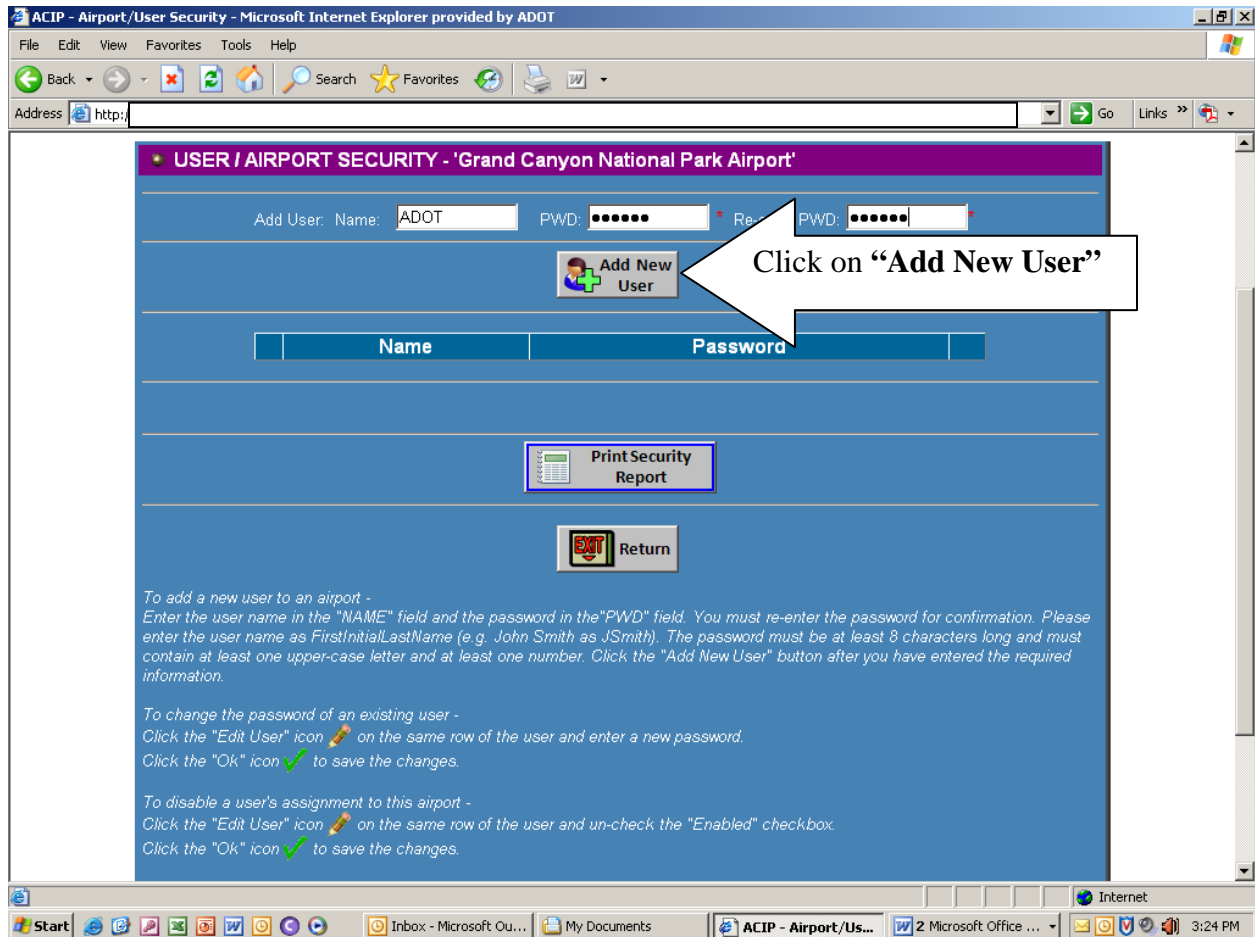 ACIP - Airport/User Security - Microsoft Internet Explorer provided by ADOT
File Edit View Favorites Tools Help
Back Search Favorites
Address http:/ Go Links »
USER / AIRPORT SECURITY - 'Grand Canyon National Park Airport'
Add User: Name: ADOT PWD: •••••• * Re- PWD: •••••• *
Click on “Add New User”
Add New
User
Name Password
Print Security
Report
EXIT Return
To add a new user to an airport -
Enter the user name in the "NAME" field and the password in the"PWD" field. You must re-enter the password for confirmation. Please
enter the user name as FirstInitialLastName (e.g. John Smith as JSmith). The password must be at least 8 characters long and must
contain at least one upper-case letter and at least one number. Click the "Add New User" button after you have entered the required
information.
To change the password of an existing user -
Click the "Edit User" icon on the same row of the user and enter a new password.
Click the "Ok" icon to save the changes.
To disable a user's assignment to this airport -
Click the "Edit User" icon on the same row of the user and un-check the "Enabled" checkbox.
Click the "Ok" icon to save the changes.
Internet
Start Inbox - Microsoft Ou... My Documents ACIP - Airport/Us... 2 Microsoft Office ... 3:24 PM